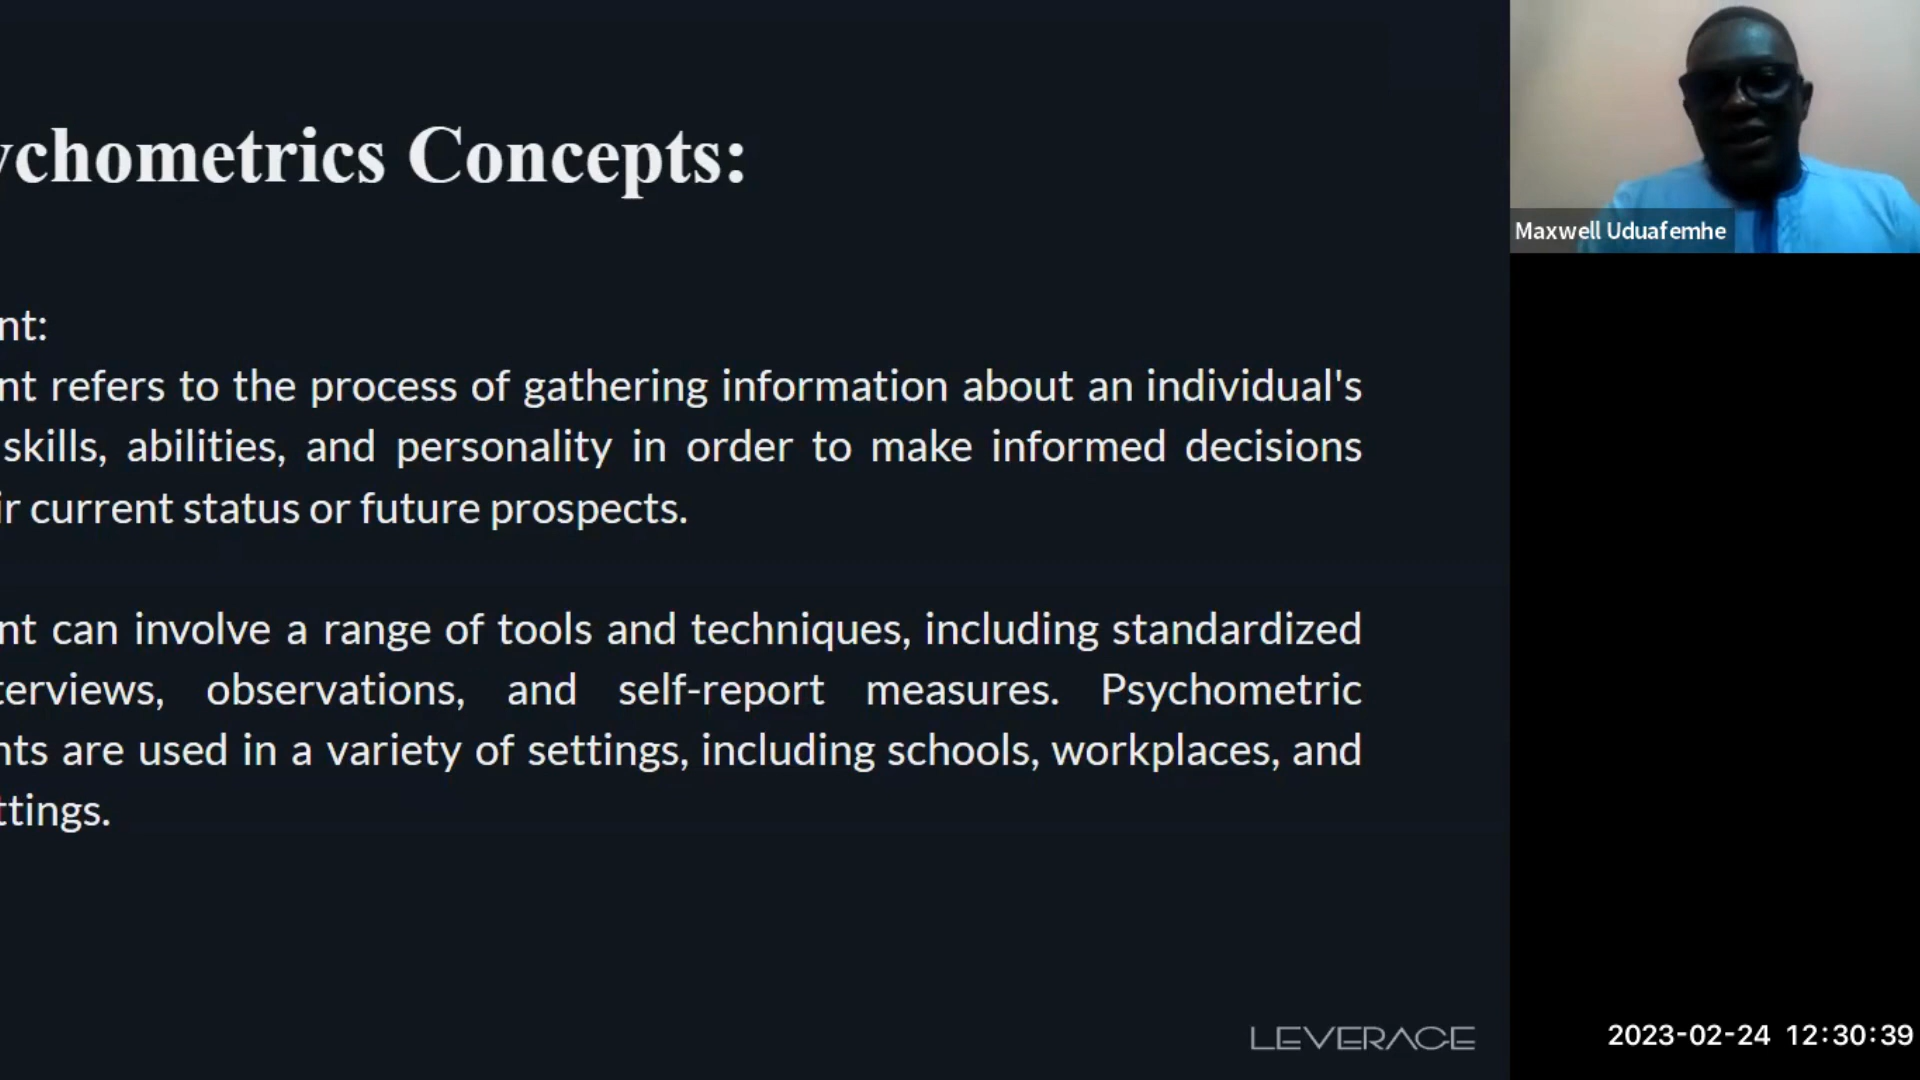 ychometrics Concepts:
Maxwell Uduafemhe
nt:
nt refers to the process of gathering information about an individual's
skills, abilities, and personality in order to make informed decisions
ir current status or future prospects.
nt can involve a range of tools and techniques, including standardized
terviews, observations, and self-report measures. Psychometric
nts are used in a variety of settings, including schools, workplaces, and
ttings.
LEVERAGE
2023-02-24 12:30:39